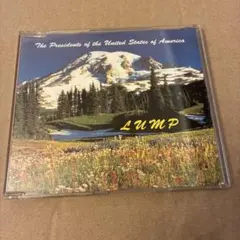 The Presidents of the United States of America
LUMP